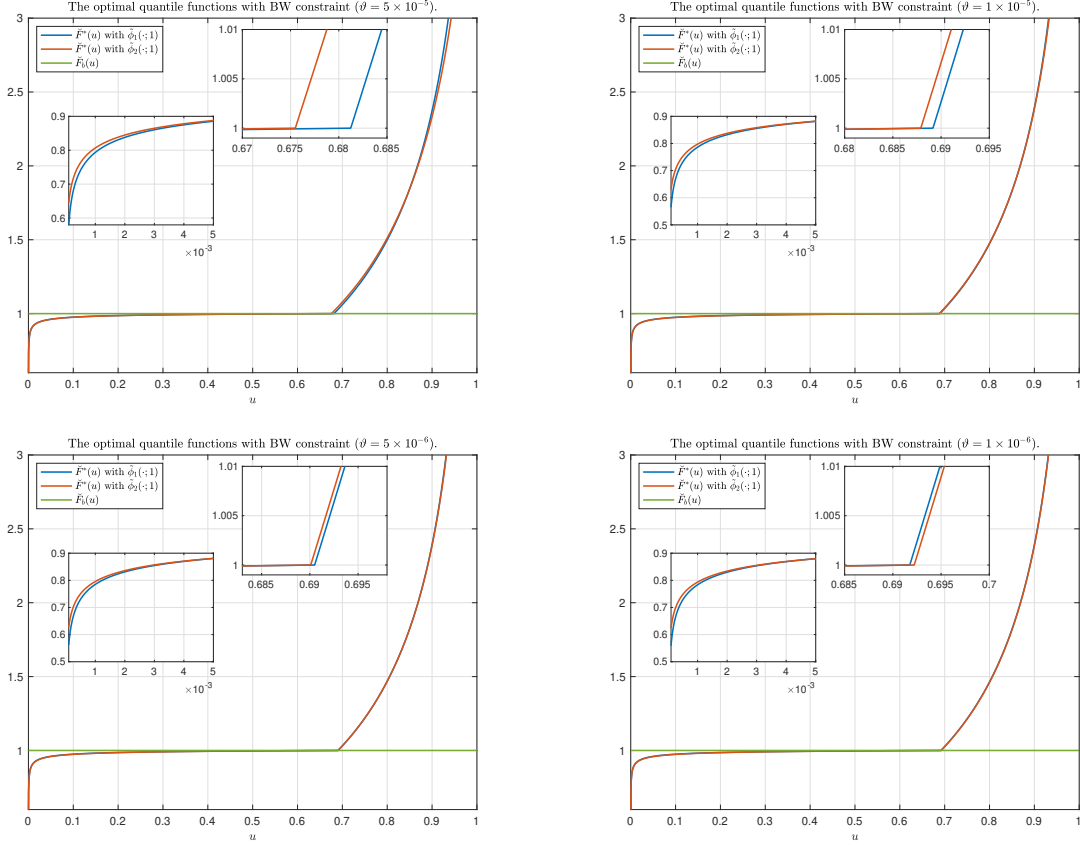 The optimal quantile functions with BW constraint (ϑ = 5 × 10⁻⁵).
F̆*(u) with φ̃₁(·; 1)
F̆*(u) with φ̃₂(·; 1)
F̆_b(u)
3
2.5
2
1.5
1
0 0.1 0.2 0.3 0.4 0.5 0.6 0.7 0.8 0.9 1
u
1.01
1.005
1
0.67 0.675 0.68 0.685
0.9
0.8
0.7
0.6
1 2 3 4 5
×10⁻³
The optimal quantile functions with BW constraint (ϑ = 1 × 10⁻⁵).
F̆*(u) with φ̃₁(·; 1)
F̆*(u) with φ̃₂(·; 1)
F̆_b(u)
3
2.5
2
1.5
1
0 0.1 0.2 0.3 0.4 0.5 0.6 0.7 0.8 0.9 1
u
1.01
1.005
1
0.68 0.685 0.69 0.695
0.9
0.8
0.7
0.6
0.5
1 2 3 4 5
×10⁻³
The optimal quantile functions with BW constraint (ϑ = 5 × 10⁻⁶).
F̆*(u) with φ̃₁(·; 1)
F̆*(u) with φ̃₂(·; 1)
F̆_b(u)
3
2.5
2
1.5
1
0 0.1 0.2 0.3 0.4 0.5 0.6 0.7 0.8 0.9 1
u
1.01
1.005
1
0.685 0.69 0.695
0.9
0.8
0.7
0.6
0.5
1 2 3 4 5
×10⁻³
The optimal quantile functions with BW constraint (ϑ = 1 × 10⁻⁶).
F̆*(u) with φ̃₁(·; 1)
F̆*(u) with φ̃₂(·; 1)
F̆_b(u)
3
2.5
2
1.5
1
0 0.1 0.2 0.3 0.4 0.5 0.6 0.7 0.8 0.9 1
u
1.01
1.005
1
0.685 0.69 0.695 0.7
0.9
0.8
0.7
0.6
0.5
1 2 3 4 5
×10⁻³